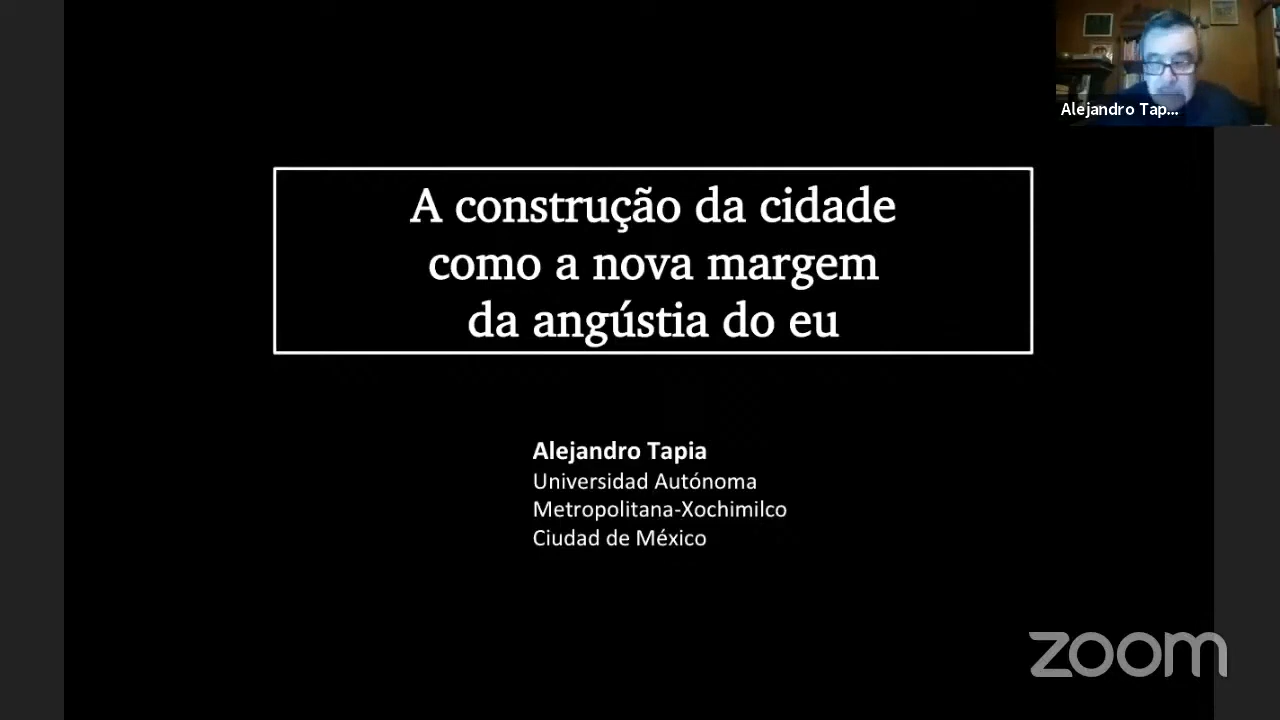 Alejandro Tap...
A construção da cidade
como a nova margem
da angústia do eu
Alejandro Tapia
Universidad Autónoma
Metropolitana-Xochimilco
Ciudad de México
zoom